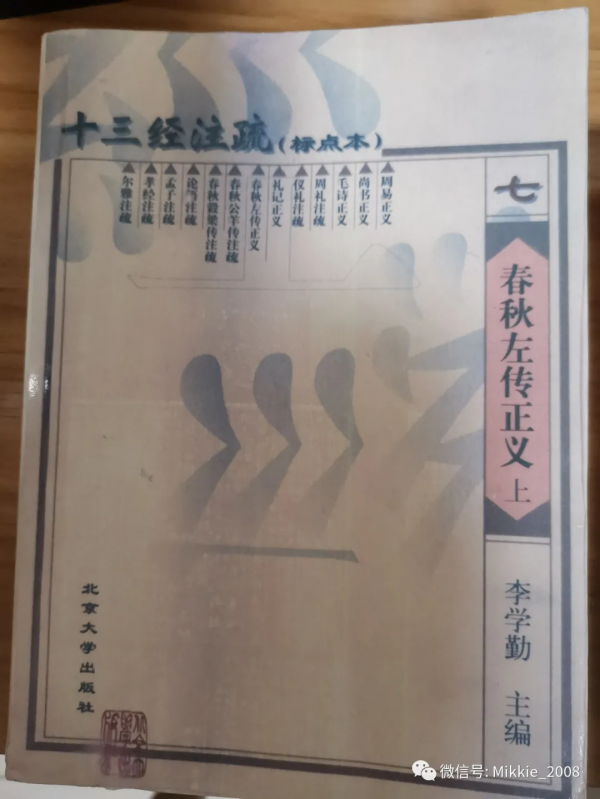 十三经注疏(标点本)
周易正义
尚书正义
毛诗正义
周礼注疏
仪礼注疏
礼记正义
春秋左传正义
春秋公羊传注疏
春秋穀梁传注疏
论语注疏
孟子注疏
孝经注疏
尔雅注疏
七
春秋左传正义 上
李学勤 主编
北京大学出版社
微信号: Mikkie_2008